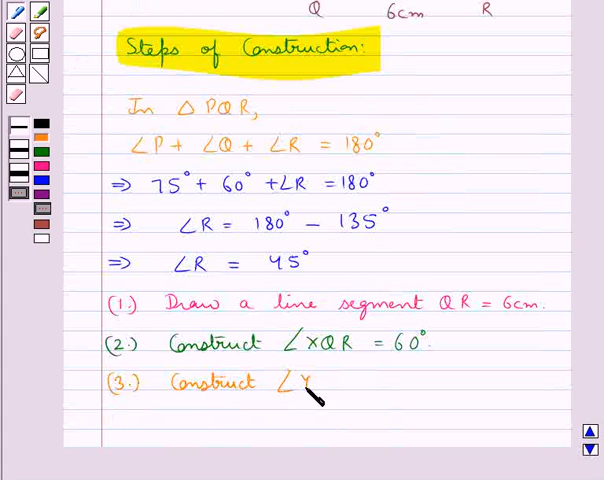 Q 6cm R
Steps of Construction:
In △ PQR,
∠P + ∠Q + ∠R = 180°
⇒ 75° + 60° + ∠R = 180°
⇒ ∠R = 180° - 135°
⇒ ∠R = 45°
(1.) Draw a line segment QR = 6cm.
(2.) Construct ∠XQR = 60°.
(3.) Construct ∠Y